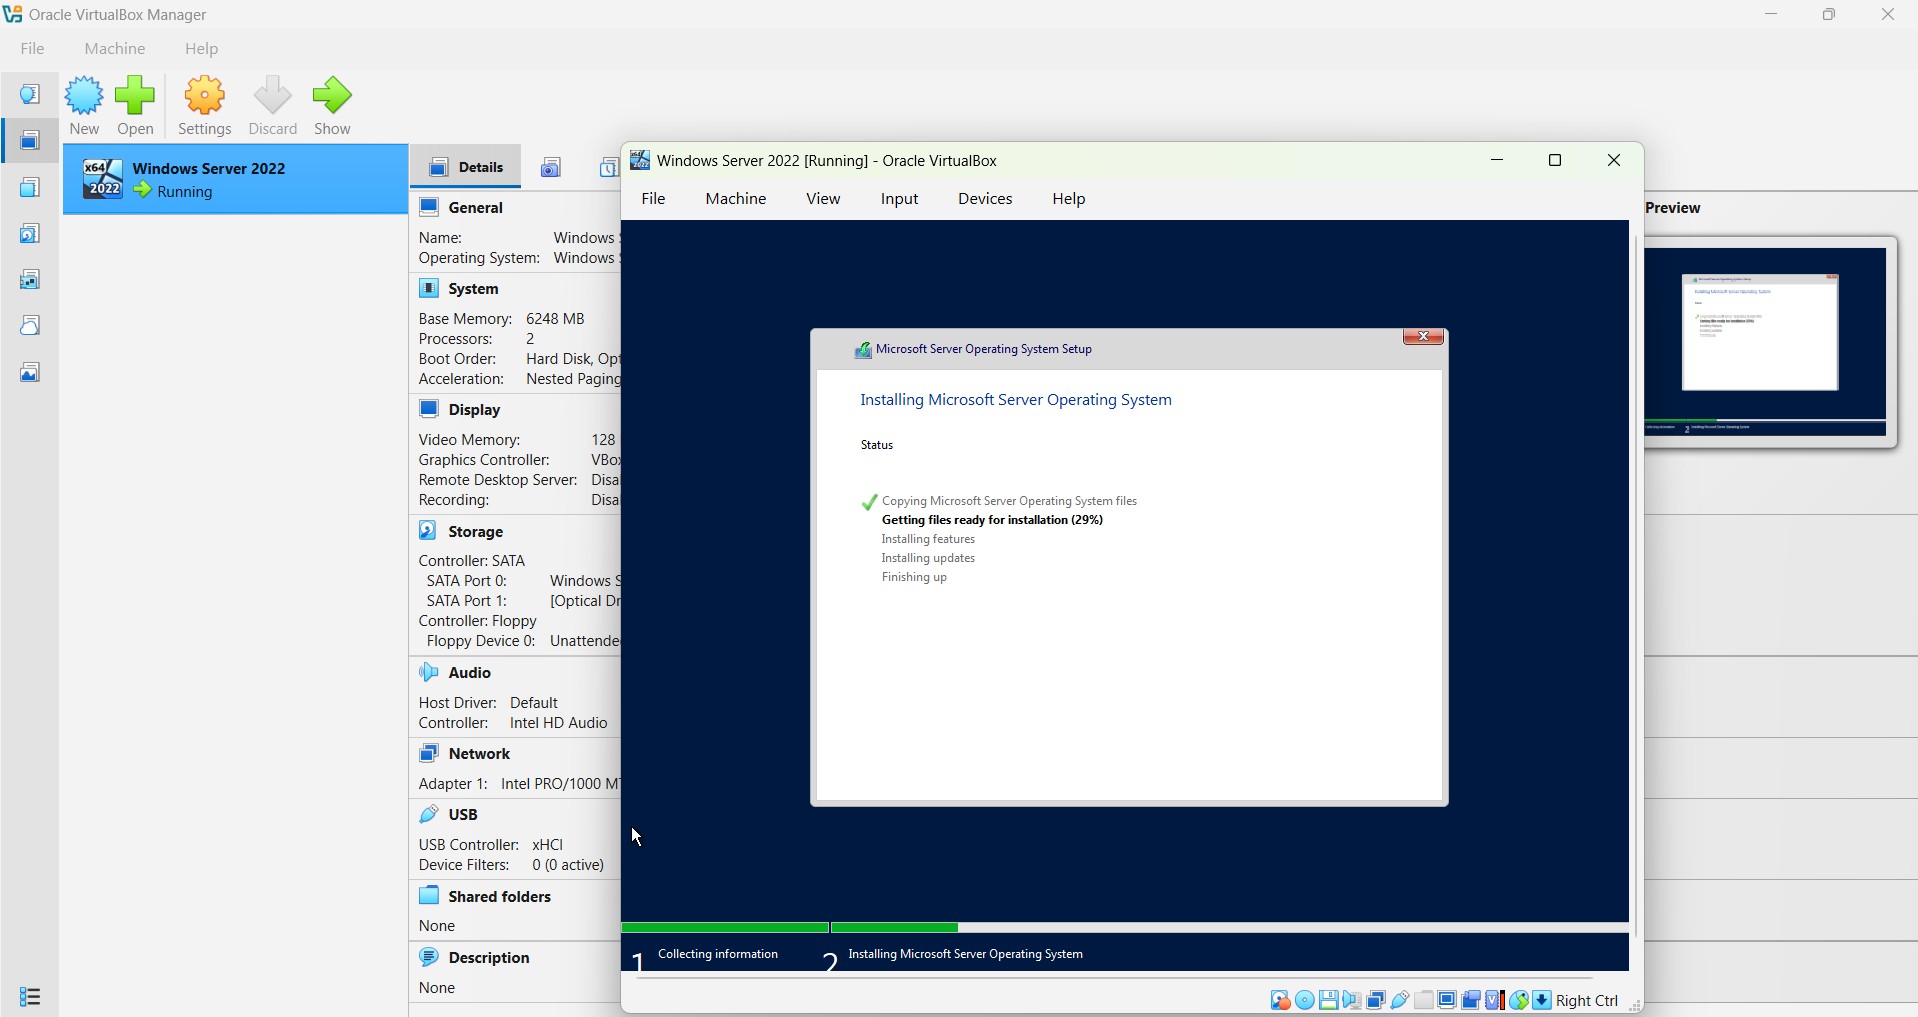 Oracle VirtualBox Manager
File Machine Help
New Open Settings Discard Show
x64 2022
Windows Server 2022
Running
Details
General
Name: Windows
Operating System: Windows
System
Base Memory: 6248 MB
Processors: 2
Boot Order: Hard Disk,
Acceleration: Nested Paging
Display
Video Memory: 128
Graphics Controller:
Remote Desktop Server:
Recording:
Storage
Controller: SATA
SATA Port 0: Windows
SATA Port 1: [Optical
Controller: Floppy
Floppy Device 0:
Audio
Host Driver: Default
Controller: Intel HD Audio
Network
Adapter 1: Intel PRO/1000
USB
USB Controller: xHCI
Device Filters: 0 (0 active)
Shared folders
None
Description
None
Windows Server 2022 [Running] - Oracle VirtualBox
File Machine View Input Devices Help
Microsoft Server Operating System Setup
Installing Microsoft Server Operating System
Status
Copying Microsoft Server Operating System files
Getting files ready for installation (29%)
Installing features
Installing updates
Finishing up
1 Collecting information 2 Installing Microsoft Server Operating System
Right Ctrl
Preview